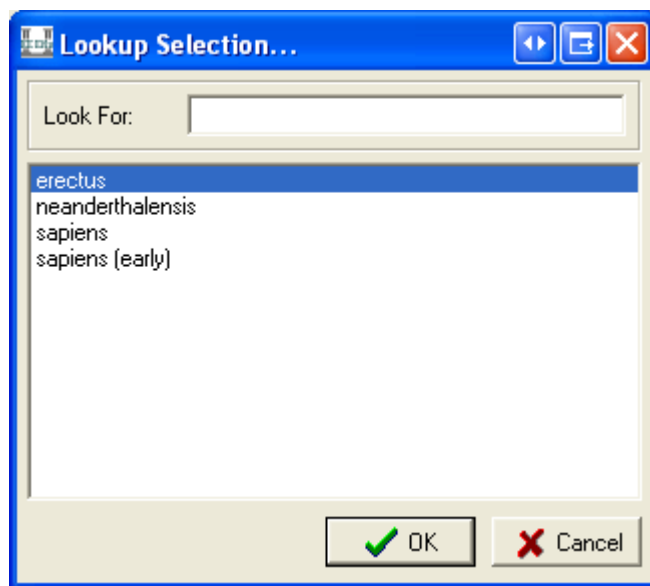 Lookup Selection...
Look For:
erectus
neanderthalensis
sapiens
sapiens (early)
OK
Cancel